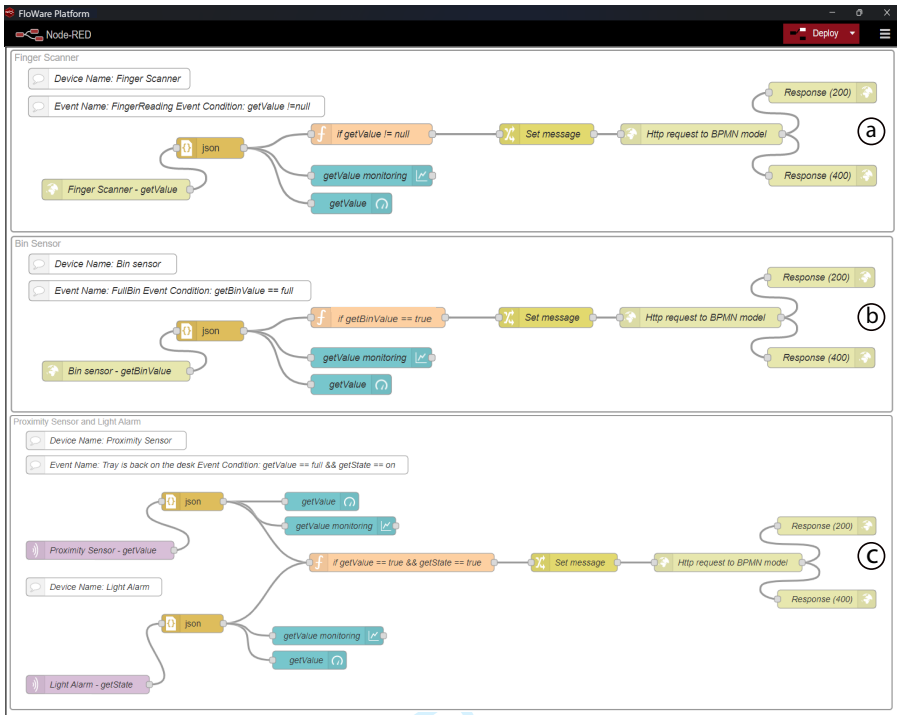 FloWare Platform
Node-RED
Deploy
Finger Scanner
Device Name: Finger Scanner
Event Name: FingerReading Event Condition: getValue !=null
Response (200)
json
if getValue != null
Set message
Http request to BPMN model
a
getValue monitoring
Response (400)
Finger Scanner - getValue
getValue
Bin Sensor
Device Name: Bin sensor
Event Name: FullBin Event Condition: getBinValue == full
Response (200)
json
if getBinValue == true
Set message
Http request to BPMN model
b
getValue monitoring
Response (400)
Bin sensor - getBinValue
getValue
Proximity Sensor and Light Alarm
Device Name: Proximity Sensor
Event Name: Tray is back on the desk Event Condition: getValue == full && getState == on
json
getValue
getValue monitoring
Response (200)
Proximity Sensor - getValue
if getValue == true && getState == true
Set message
Http request to BPMN model
c
Device Name: Light Alarm
Response (400)
json
getValue monitoring
getValue
Light Alarm - getState